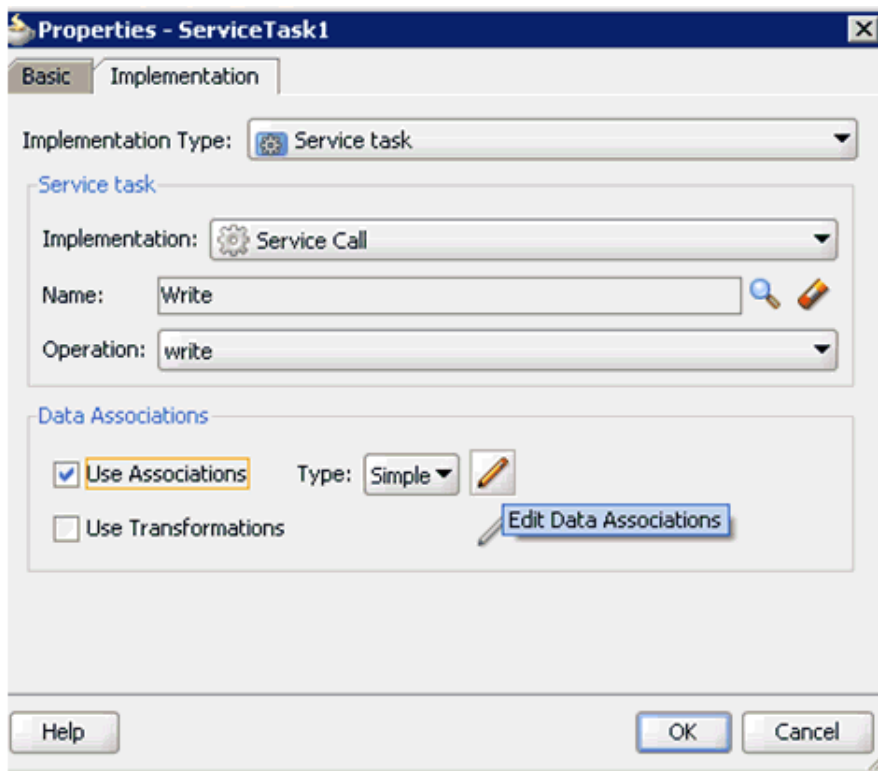 Properties - ServiceTask1
Basic Implementation
Implementation Type: Service task
Service task
Implementation: Service Call
Name: Write
Operation: write
Data Associations
Use Associations Type: Simple
Edit Data Associations
Use Transformations
Help OK Cancel